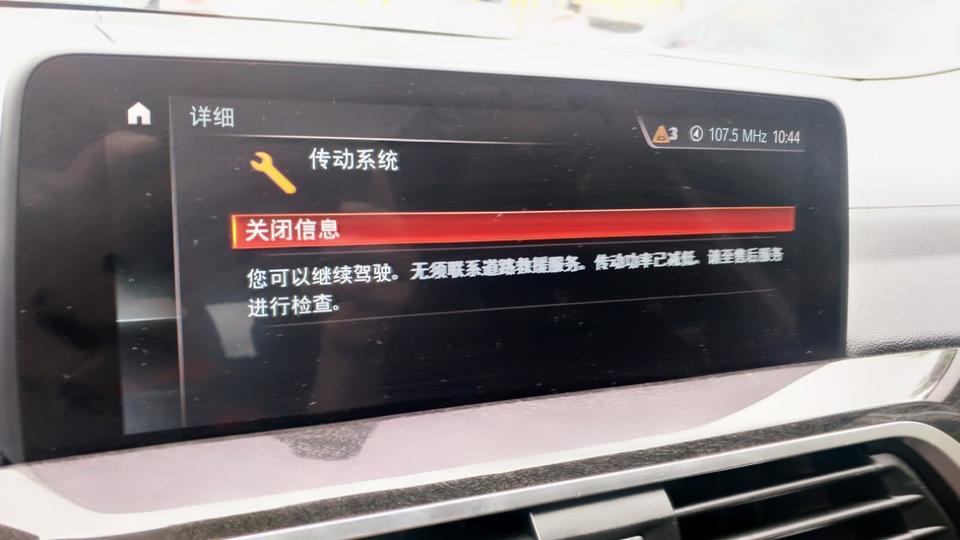 详细
3 107.5 MHz 10:44
传动系统
关闭信息
您可以继续驾驶。无须联系道路救援服务。传动功率已减低。请至售后服务
进行检查。